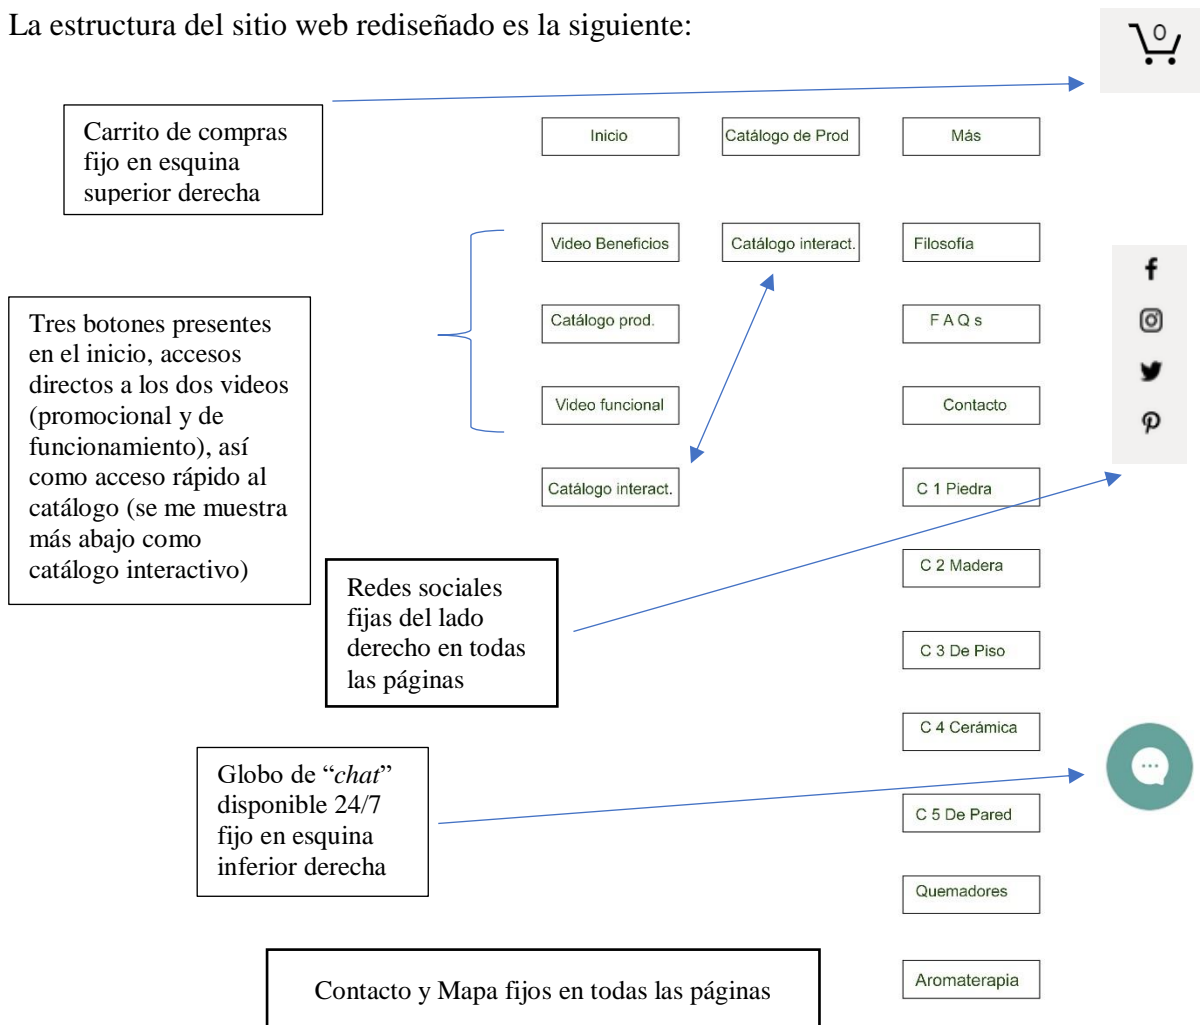 La estructura del sitio web rediseñado es la siguiente:
0
Carrito de compras
fijo en esquina
superior derecha
Inicio
Catálogo de Prod
Más
Video Beneficios
Catálogo interact.
Filosofía
Tres botones presentes
en el inicio, accesos
directos a los dos videos
(promocional y de
funcionamiento), así
como acceso rápido al
catálogo (se me muestra
más abajo como
catálogo interactivo)
Catálogo prod.
F A Q s
Video funcional
Contacto
Catálogo interact.
C 1 Piedra
Redes sociales
fijas del lado
derecho en todas
las páginas
C 2 Madera
C 3 De Piso
C 4 Cerámica
Globo de “chat”
disponible 24/7
fijo en esquina
inferior derecha
C 5 De Pared
Quemadores
Aromaterapia
Contacto y Mapa fijos en todas las páginas